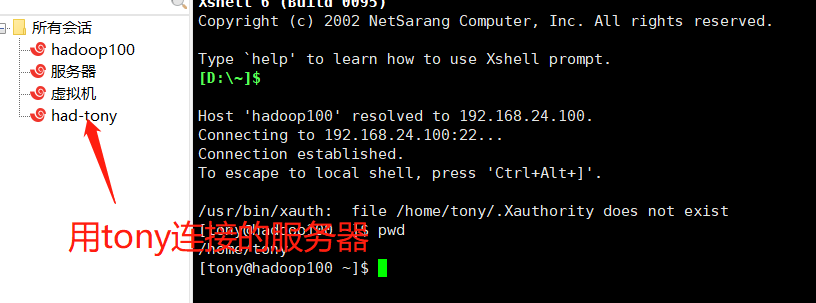 所有会话
hadoop100
服务器
虚拟机
had-tony
用tony连接的服务器
Xshell 6 (Build 0095)
Copyright (c) 2002 NetSarang Computer, Inc. All rights reserved.
Type `help' to learn how to use Xshell prompt.
[D:\~]$
Host 'hadoop100' resolved to 192.168.24.100.
Connecting to 192.168.24.100:22...
Connection established.
To escape to local shell, press 'Ctrl+Alt+]'.
/usr/bin/xauth:  file /home/tony/.Xauthority does not exist
[tony@hadoop100 ~]$ pwd
/home/tony
[tony@hadoop100 ~]$